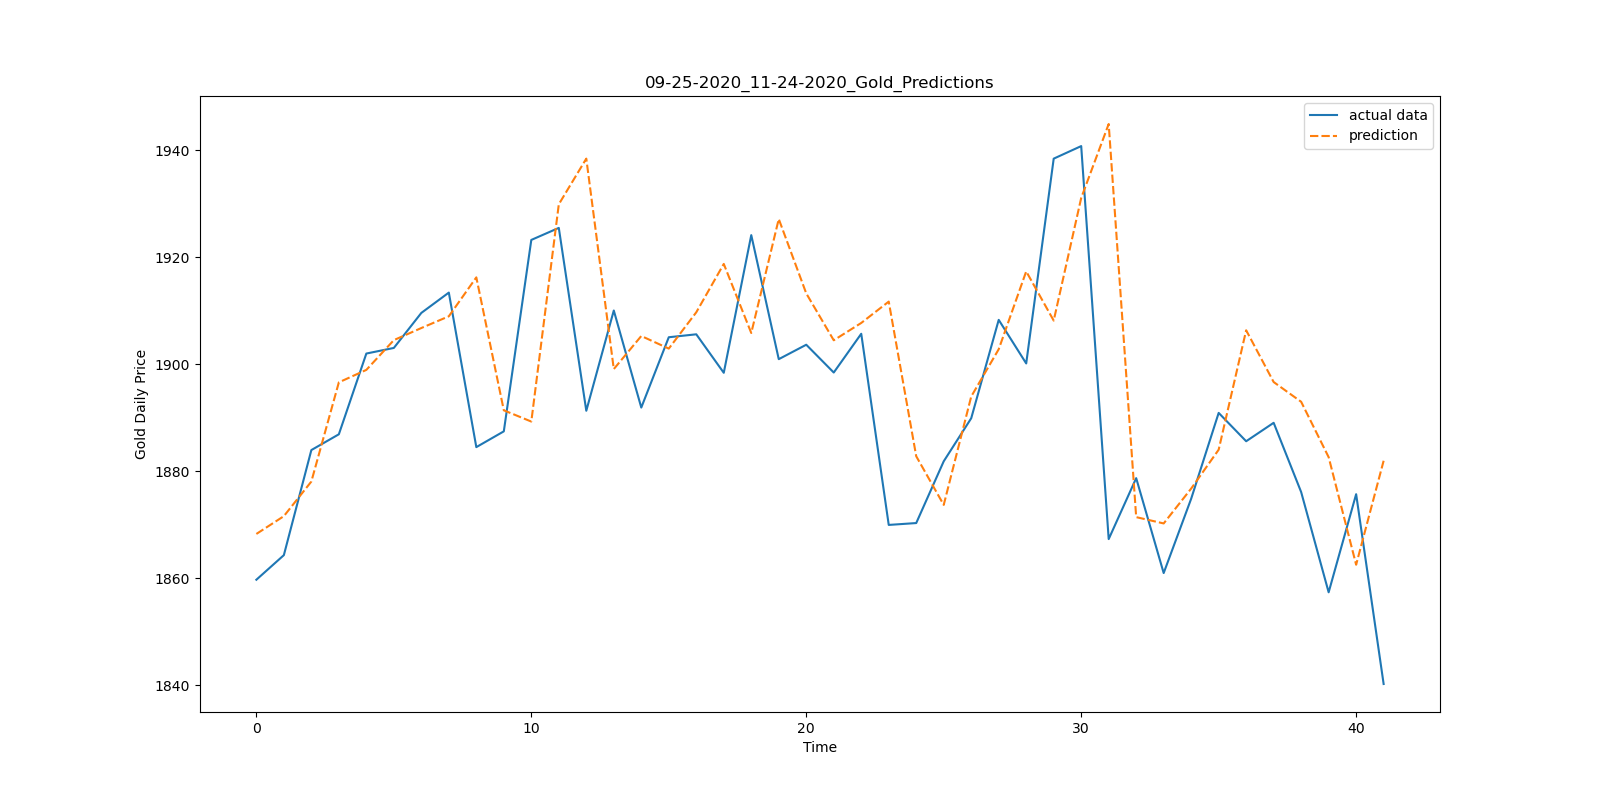 09-25-2020_11-24-2020_Gold_Predictions
actual data
prediction
1940
1920
1900
1880
1860
1840
Gold Daily Price
0 10 20 30 40
Time